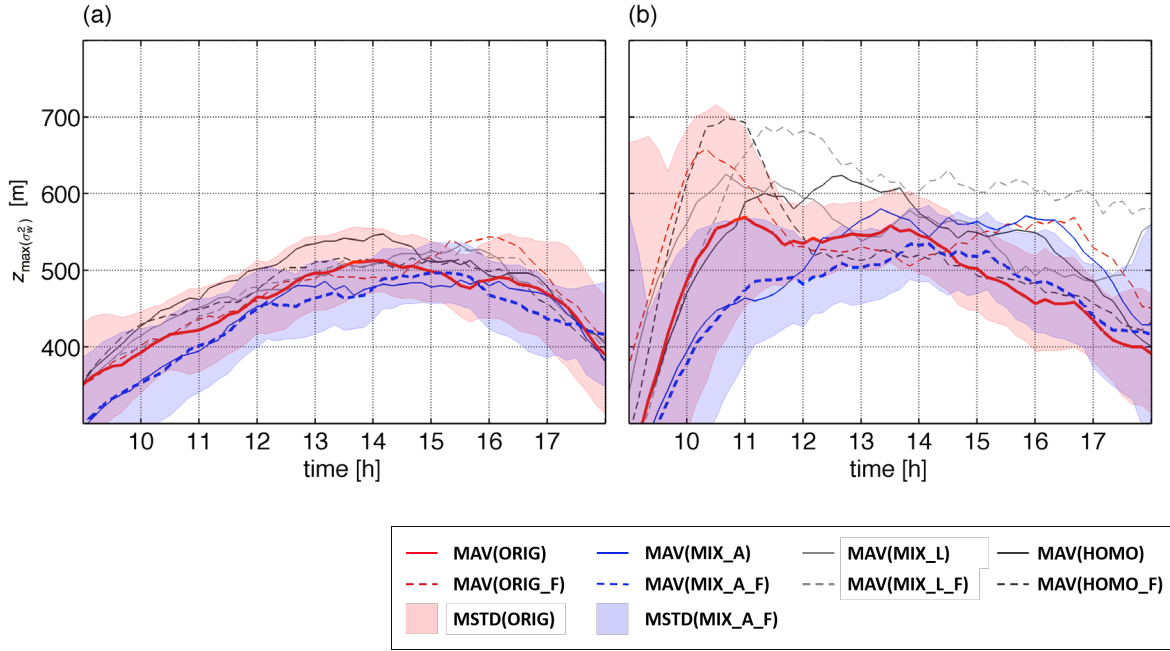 (a) (b)
700
600
500
400
z_max(σ_w^2) [m]
10 11 12 13 14 15 16 17 10 11 12 13 14 15 16 17
time [h] time [h]
MAV(ORIG) MAV(MIX_A) MAV(MIX_L) MAV(HOMO)
MAV(ORIG_F) MAV(MIX_A_F) MAV(MIX_L_F) MAV(HOMO_F)
MSTD(ORIG) MSTD(MIX_A_F)